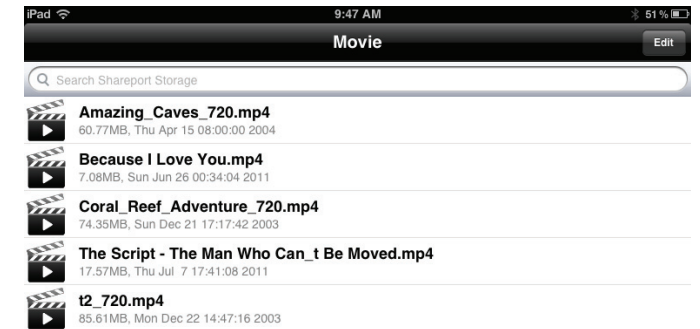 iPad 9:47 AM 51%
Movie Edit
Search Shareport Storage
Amazing_Caves_720.mp4
60.77MB, Thu Apr 15 08:00:00 2004
Because I Love You.mp4
7.08MB, Sun Jun 26 00:34:04 2011
Coral_Reef_Adventure_720.mp4
74.35MB, Sun Dec 21 17:17:42 2003
The Script - The Man Who Can_t Be Moved.mp4
17.57MB, Thu Jul  7 17:41:08 2011
t2_720.mp4
85.61MB, Mon Dec 22 14:47:16 2003